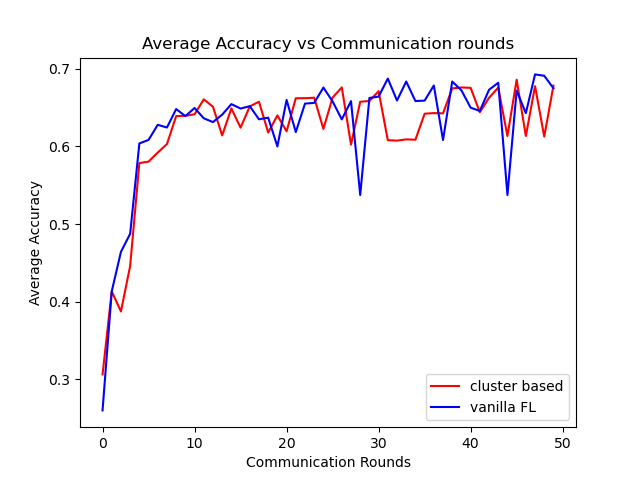 Average Accuracy vs Communication rounds
Average Accuracy
0.7
0.6
0.5
0.4
0.3
0
10
20
30
40
50
Communication Rounds
cluster based
vanilla FL